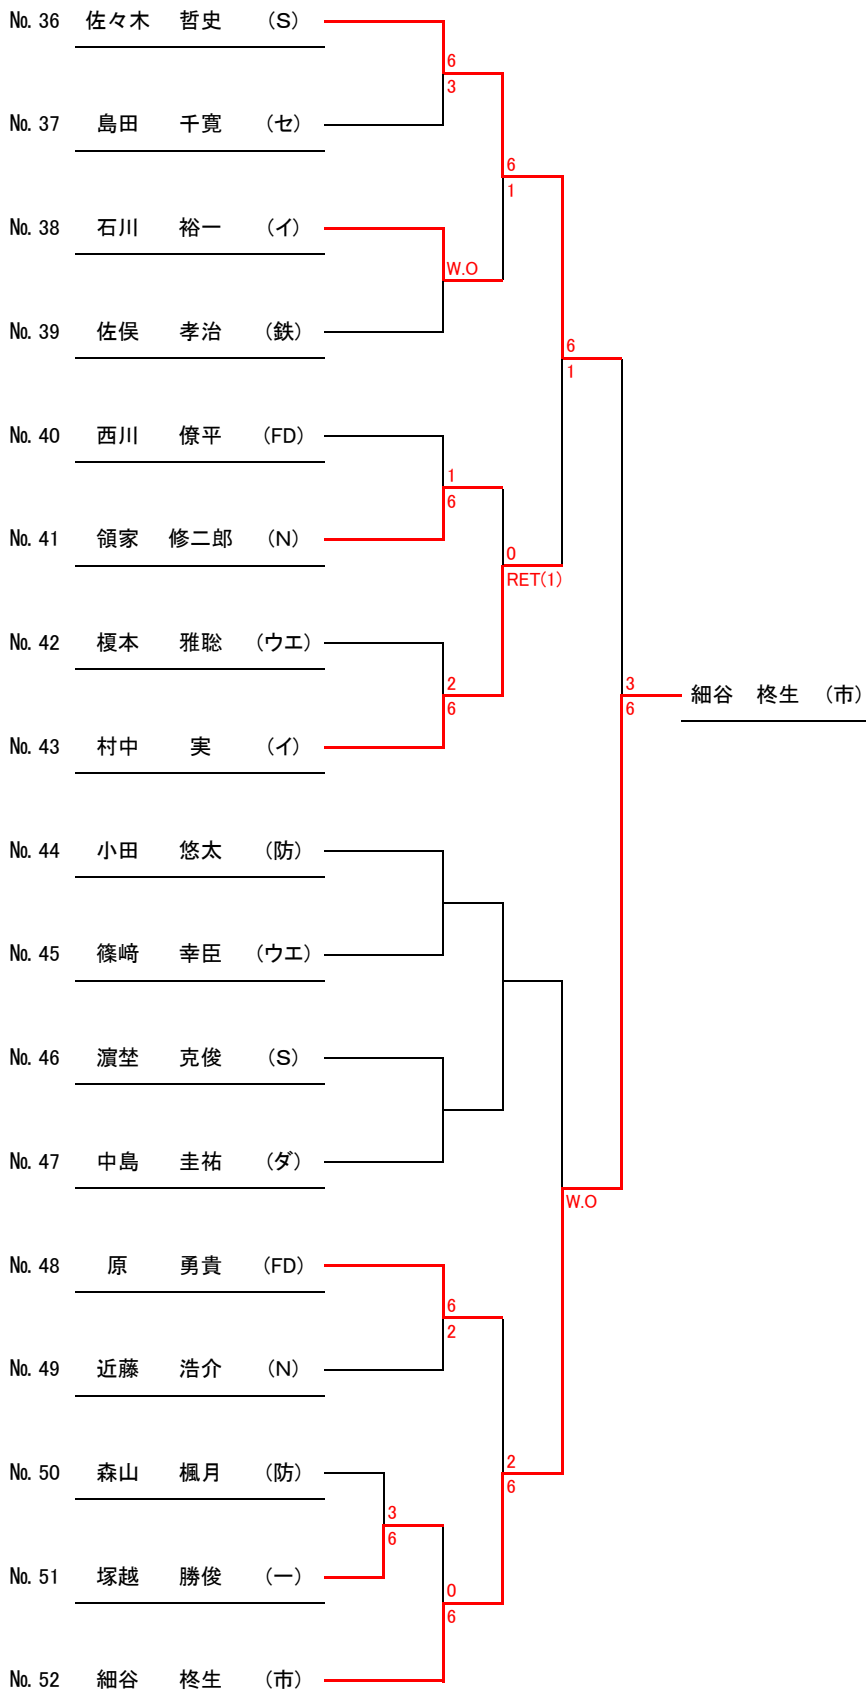 № 36 佐々木 哲史 (S)
6
3
№ 37 島田 千寛 (セ)
6
1
№ 38 石川 裕一 (イ)
W.O
№ 39 佐俣 孝治 (鉄)
6
1
№ 40 西川 僚平 (FD)
1
6
№ 41 領家 修二郎 (N)
0
RET(1)
№ 42 榎本 雅聡 (ウエ)
2
6
3
6
細谷 柊生 (市)
№ 43 村中 実 (イ)
№ 44 小田 悠太 (防)
№ 45 篠﨑 幸臣 (ウエ)
№ 46 濵埜 克俊 (S)
№ 47 中島 圭祐 (ダ)
W.O
№ 48 原 勇貴 (FD)
6
2
№ 49 近藤 浩介 (N)
2
6
№ 50 森山 楓月 (防)
3
6
№ 51 塚越 勝俊 (一)
0
6
№ 52 細谷 柊生 (市)